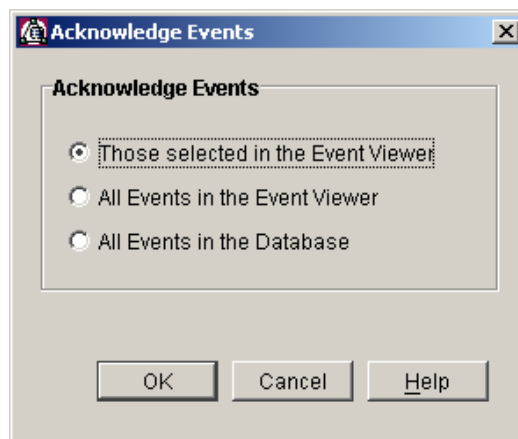 Acknowledge Events
Acknowledge Events
Those selected in the Event Viewer
All Events in the Event Viewer
All Events in the Database
OK Cancel Help